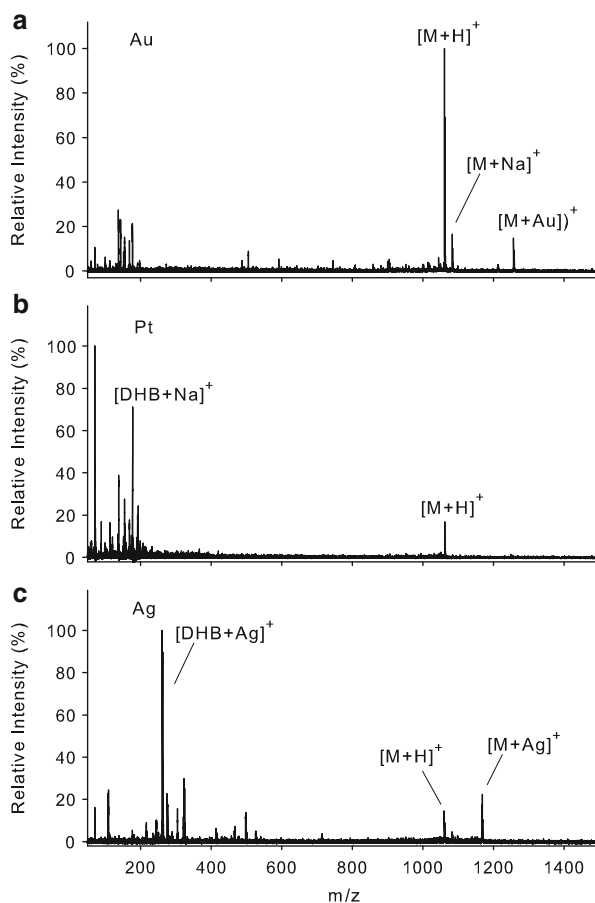 a
Au
[M+H]+
[M+Na]+
[M+Au])+
Relative Intensity (%)
100
80
60
40
20
0
b
Pt
[DHB+Na]+
[M+H]+
Relative Intensity (%)
100
80
60
40
20
0
c
Ag
[DHB+Ag]+
[M+H]+
[M+Ag]+
Relative Intensity (%)
100
80
60
40
20
0
200 400 600 800 1000 1200 1400
m/z